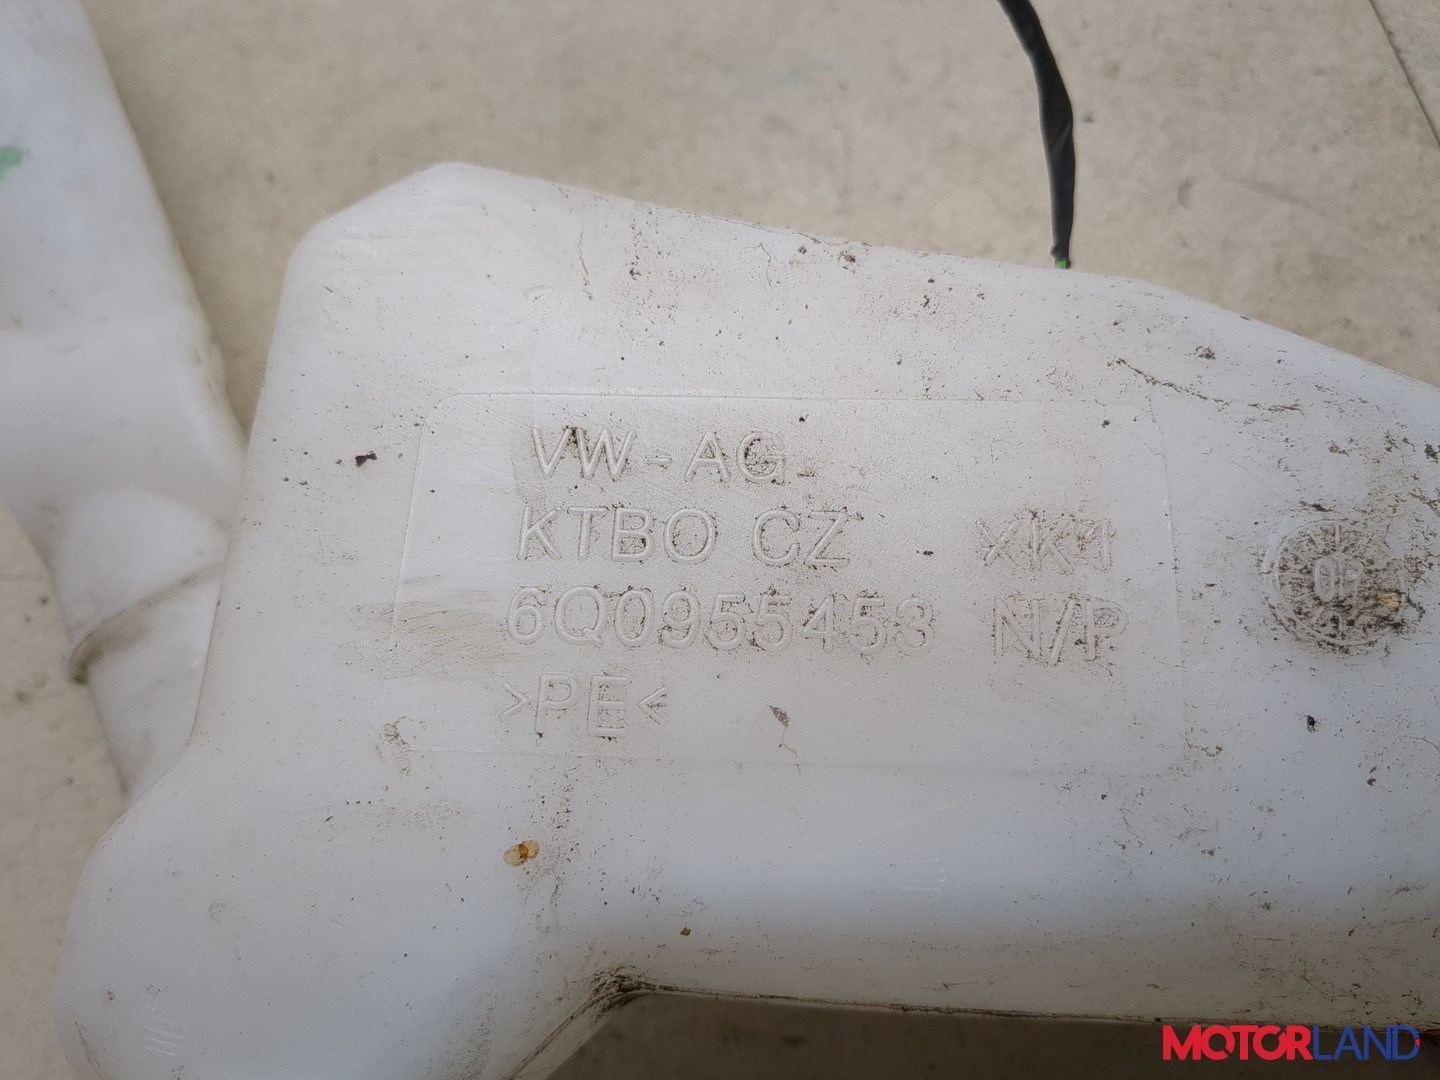 VW-AG
KTBO CZ XK1
6Q0955453 N/P
>PE<
MOTORLAND